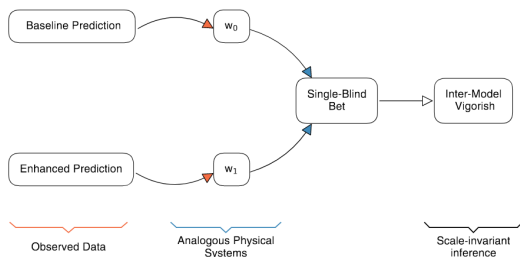 Baseline Prediction
w0
Single-Blind
Bet
Inter-Model
Vigorish
Enhanced Prediction
w1
Observed Data
Analogous Physical
Systems
Scale-invariant
inference